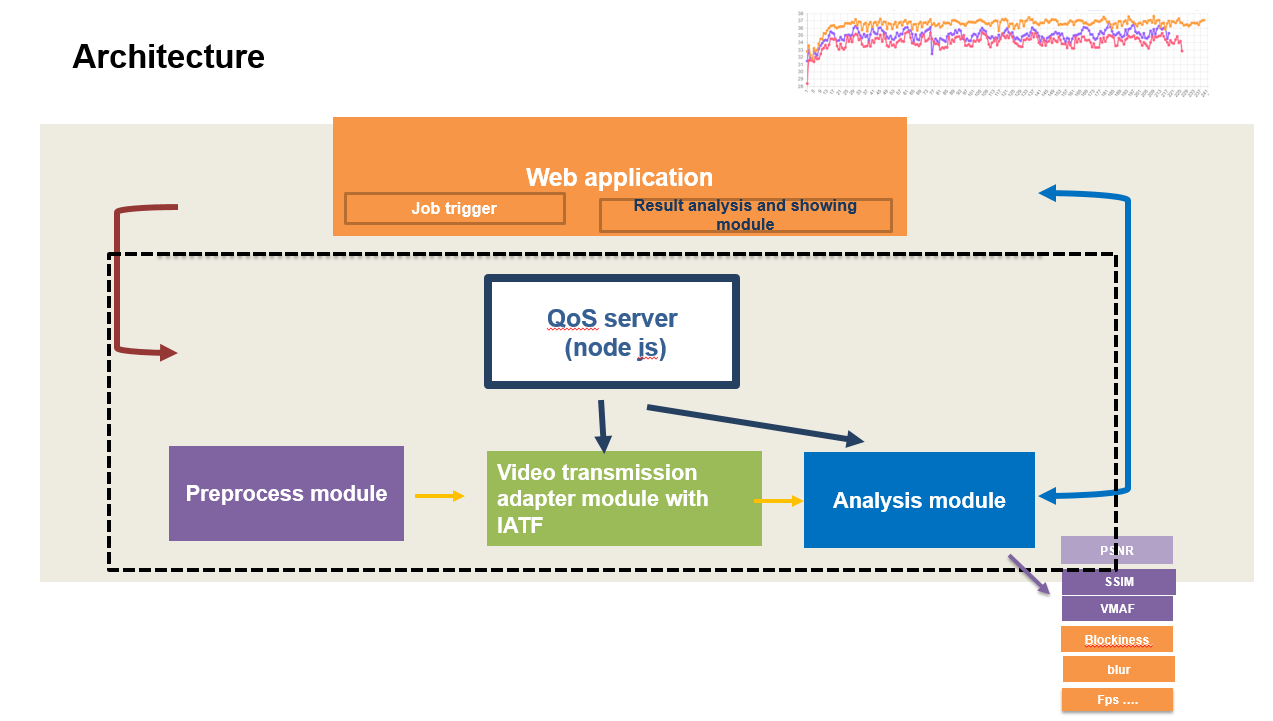 Architecture
Web application
Job trigger
Result analysis and showing
module
QoS server
(node js)
Preprocess module
Video transmission
adapter module with
IATF
Analysis module
PSNR
SSIM
VMAF
Blockiness
blur
Fps ....